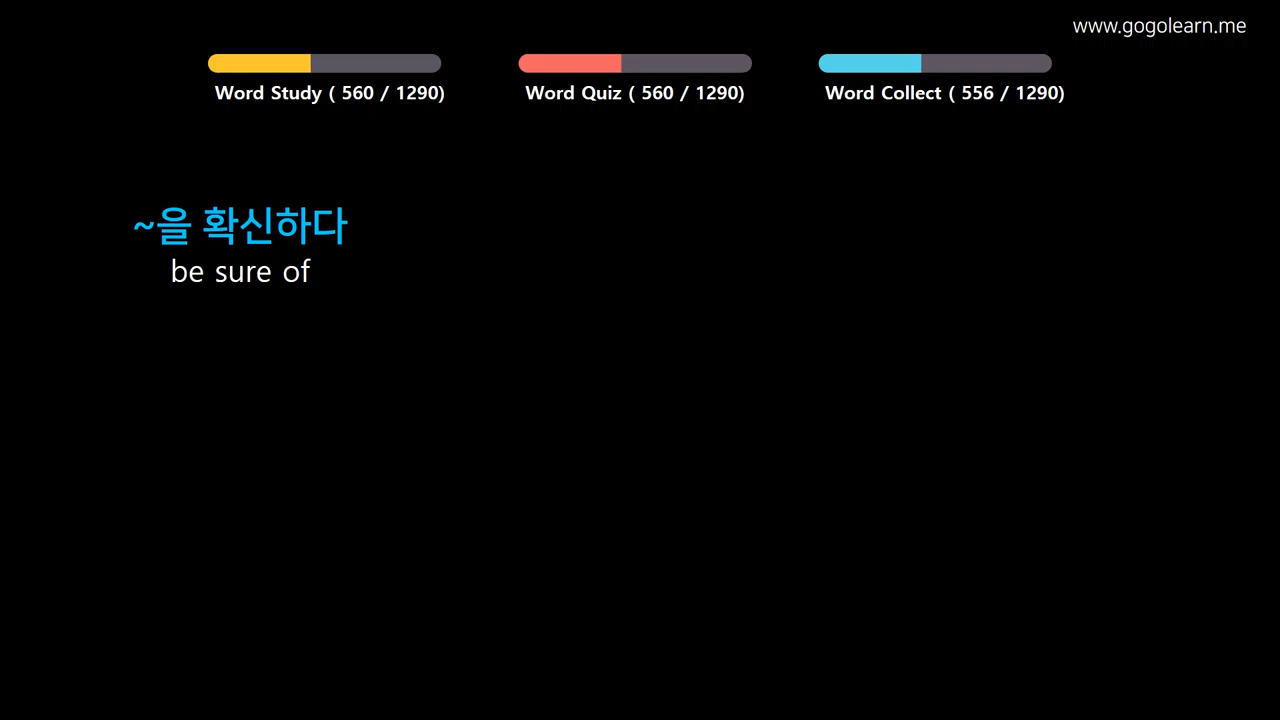 www.gogolearn.me
Word Study ( 560 / 1290)
Word Quiz ( 560 / 1290)
Word Collect ( 556 / 1290)
~을 확신하다
be sure of